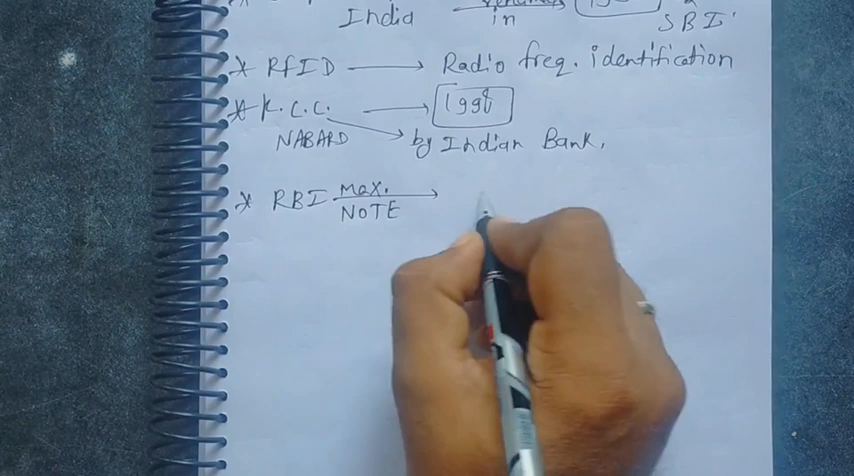 India in SBI
* RFID → Radio freq. identification
* K.C.C. → 1998
NABARD → by Indian Bank.
* RBI Max. →
NOTE